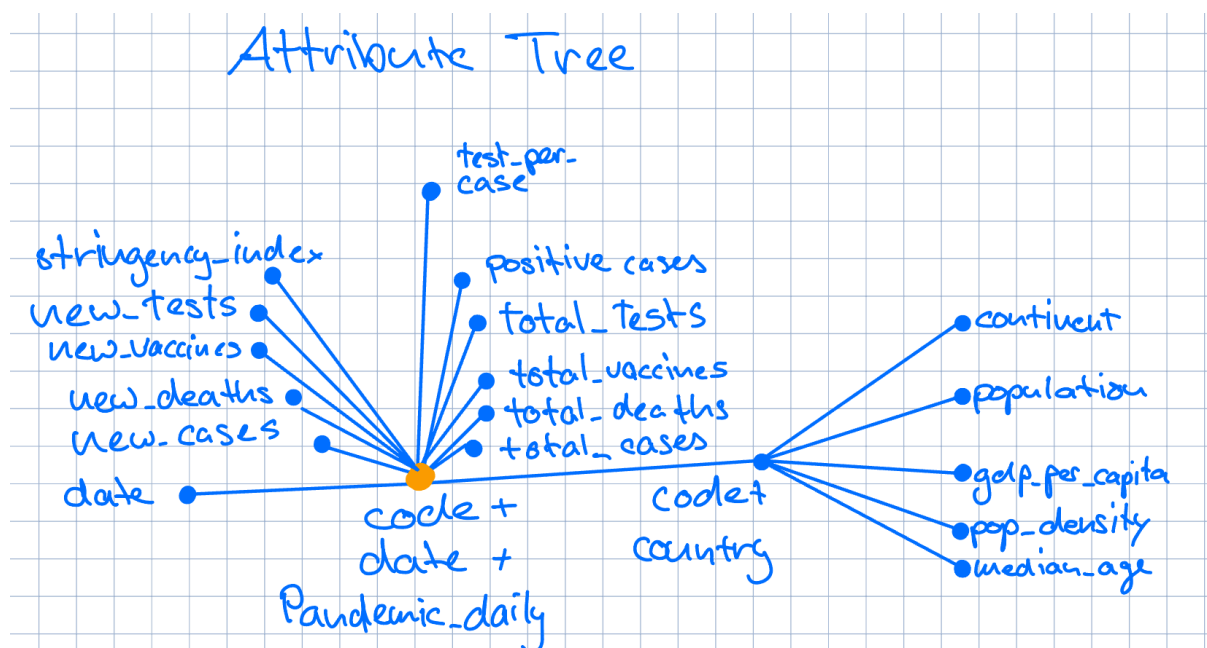 Attribute Tree
test_per_
case
stringency_index
positive cases
new_tests
total_Tests
continent
new_vaccines
total_vaccines
new_deaths
total_deaths
population
new_cases
total_cases
date
gdp_per_capita
code +
date +
Pandemic_daily
code+
country
pop_density
median_age